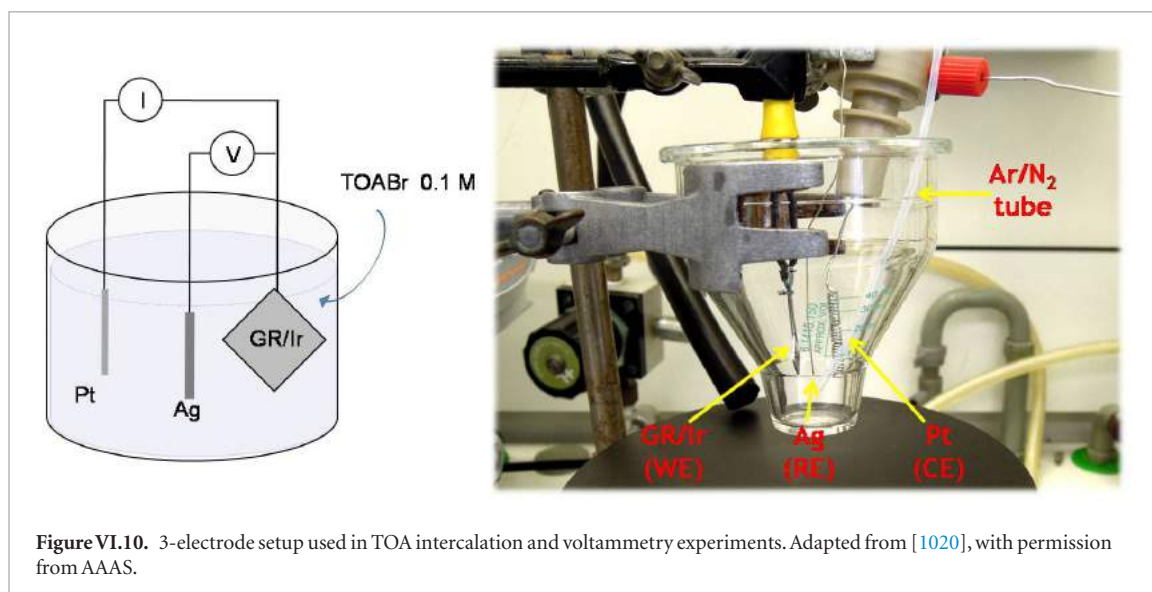 I
V
TOABr 0.1 M
GR/Ir
Pt
Ag
Ar/N₂
tube
GR/Ir
(WE)
Ag
(RE)
Pt
(CE)
Figure VI.10. 3-electrode setup used in TOA intercalation and voltammetry experiments. Adapted from [1020], with permission
from AAAS.